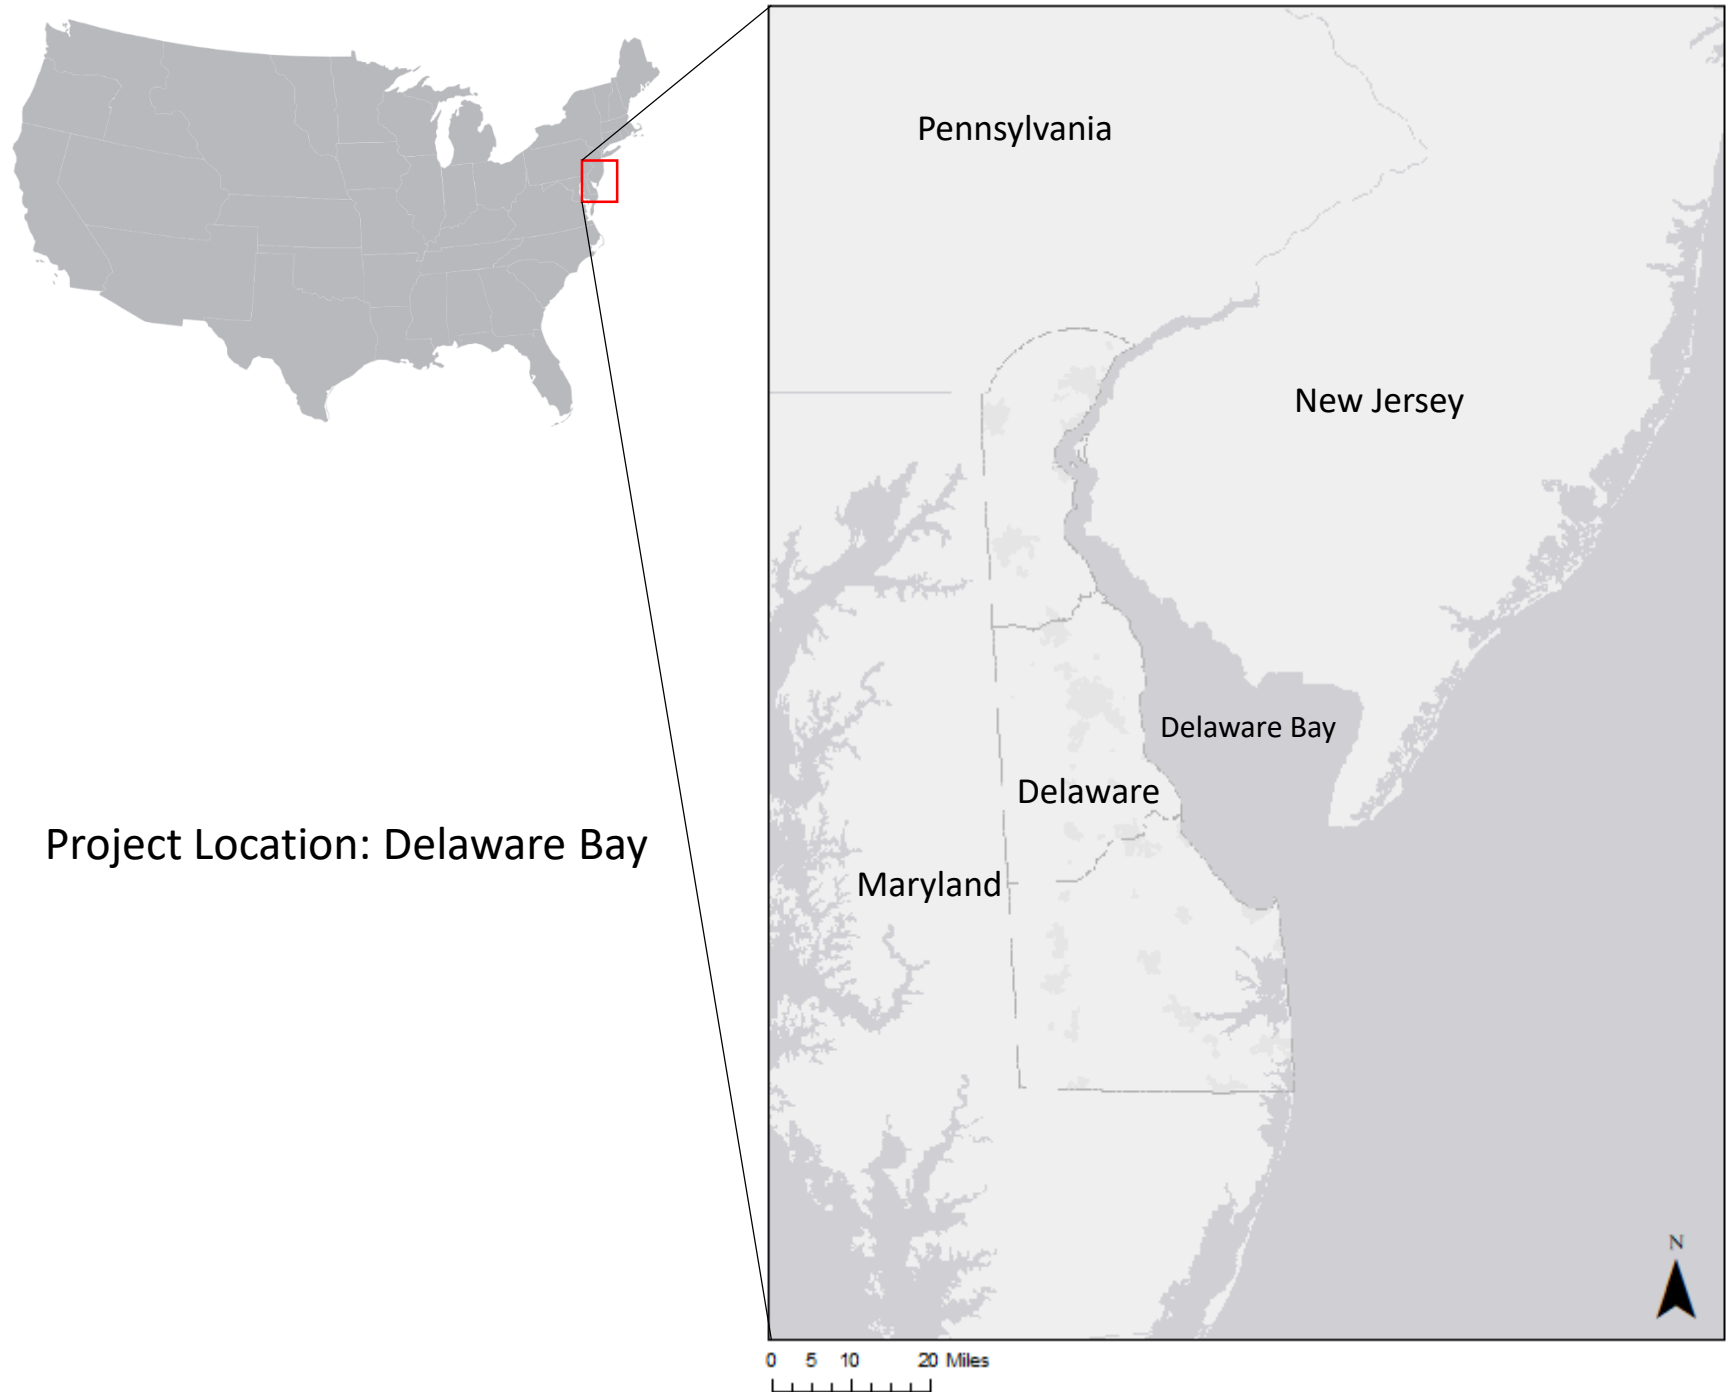 Pennsylvania
New Jersey
Delaware Bay
Delaware
Project Location: Delaware Bay
Maryland
N
0 5 10 20 Miles